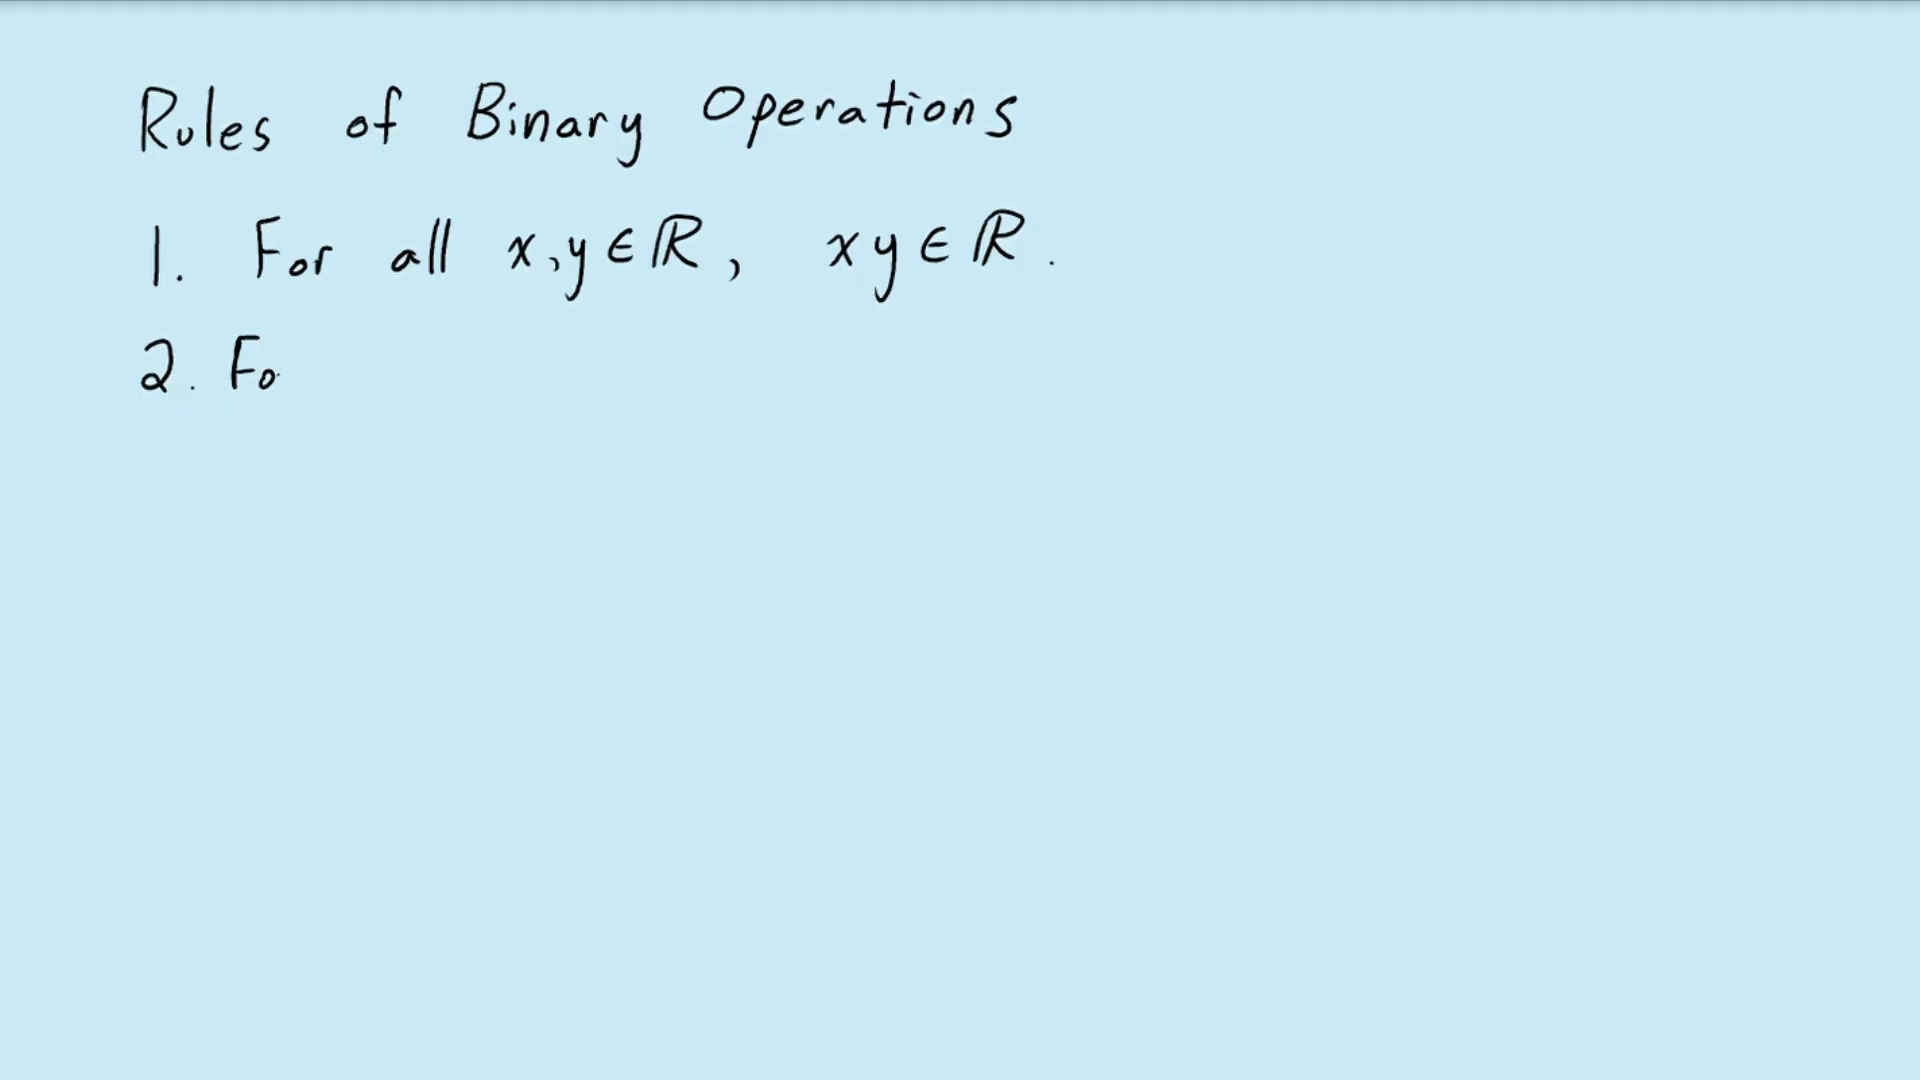 Rules of Binary Operations
1. For all x,y∈ℝ, xy∈ℝ.
2. Fo